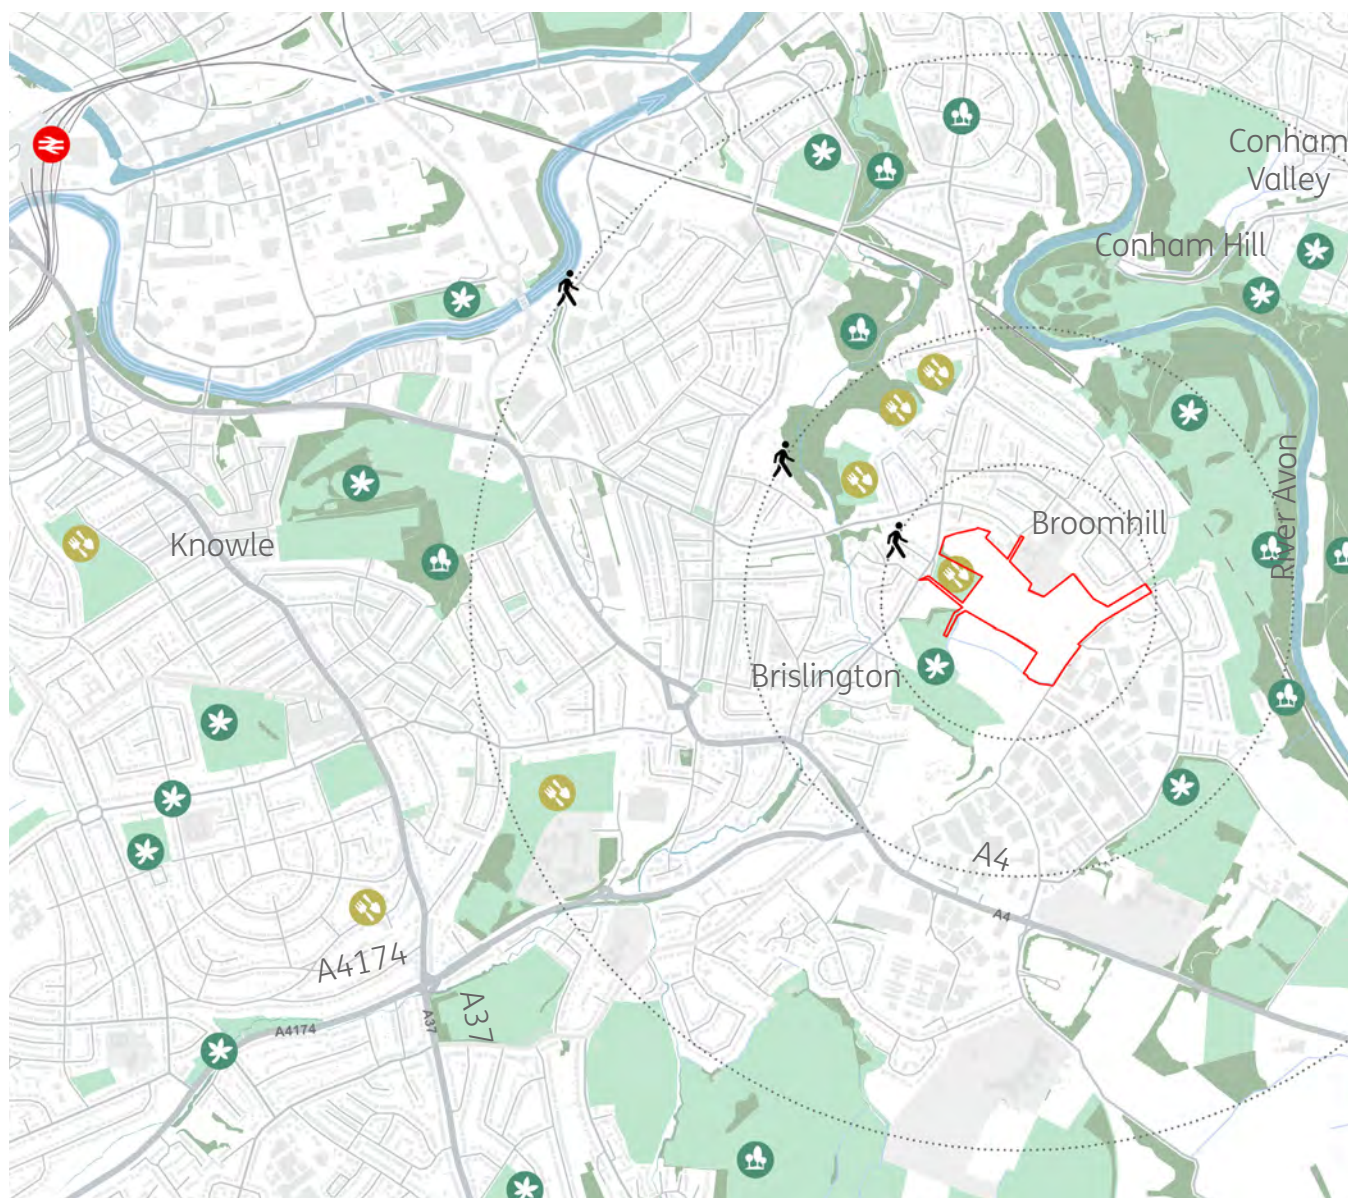 Conham
Valley
Conham Hill
River Avon
Broomhill
Knowle
Brislington
A4
A4
A4174
A37
A4174
A37